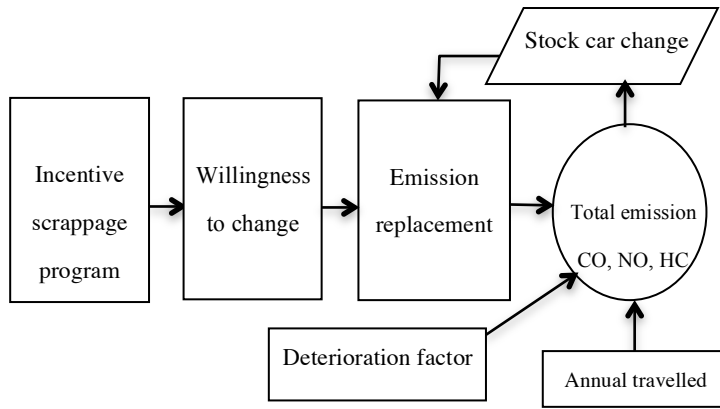 Stock car change
Incentive
scrappage
program
Willingness
to change
Emission
replacement
Total emission
CO, NO, HC
Deterioration factor
Annual travelled